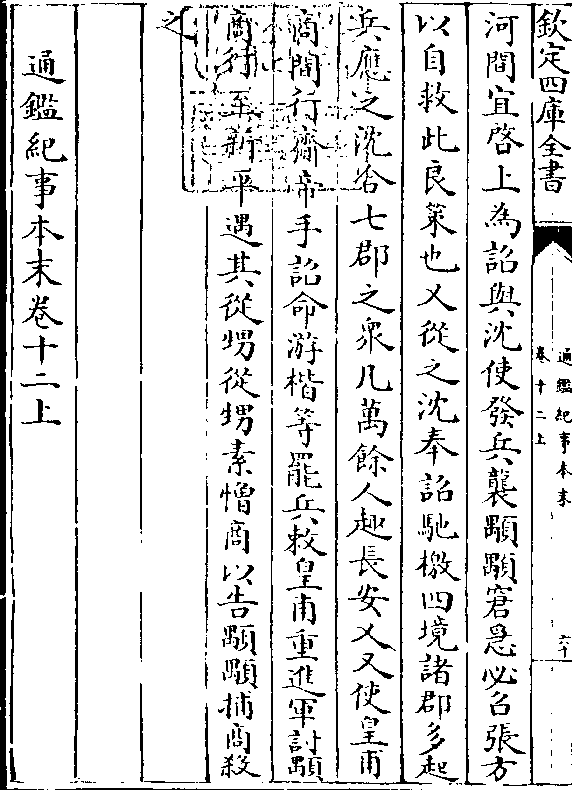 欽定四庫全書
通鑑紀事本末
卷十二上
六十
河間宜啓上為詔與沈使發兵襲顒顒窘急必召張方
以自救此良策也乂從之沈奉詔馳檄四境諸郡多起
兵應之沈合七郡之衆凡萬餘人趣長安乂又使皇甫
商間行齎帝手詔命游楷等罷兵敕皇甫重進軍討顒
商行至新平遇其從甥從甥素憎商以告顒顒捕商殺
之
通鑑紀事本末卷十二上